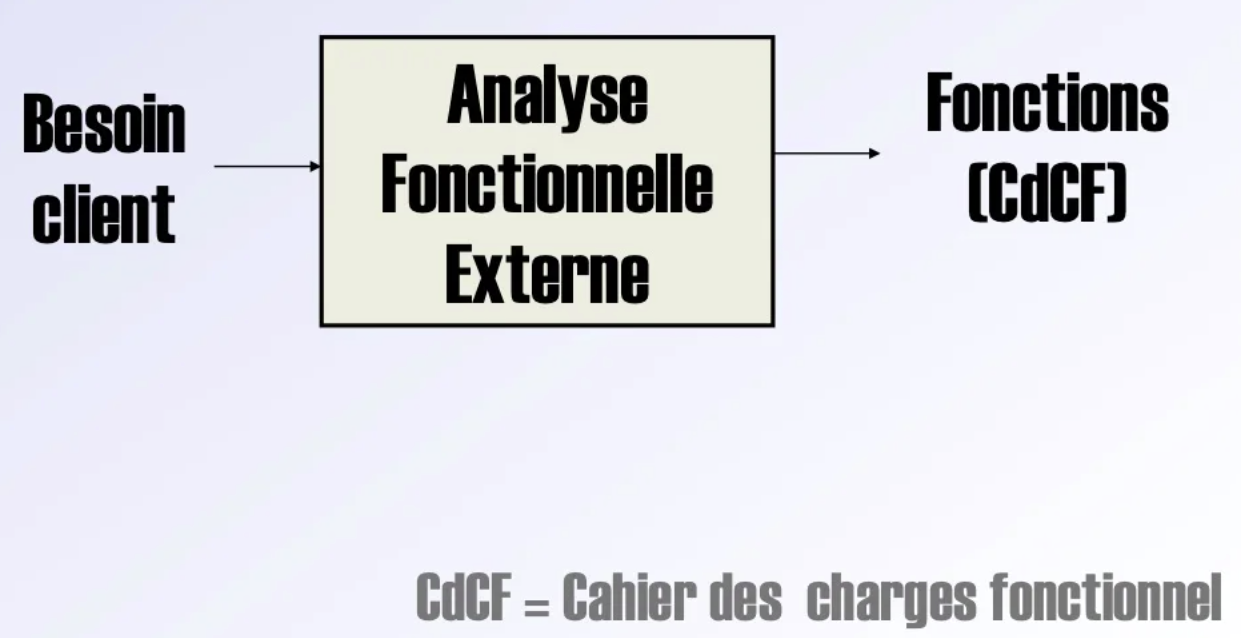 Besoin
client
Analyse
Fonctionnelle
Externe
Fonctions
(CdCF)
CdCF = Cahier des charges fonctionnel